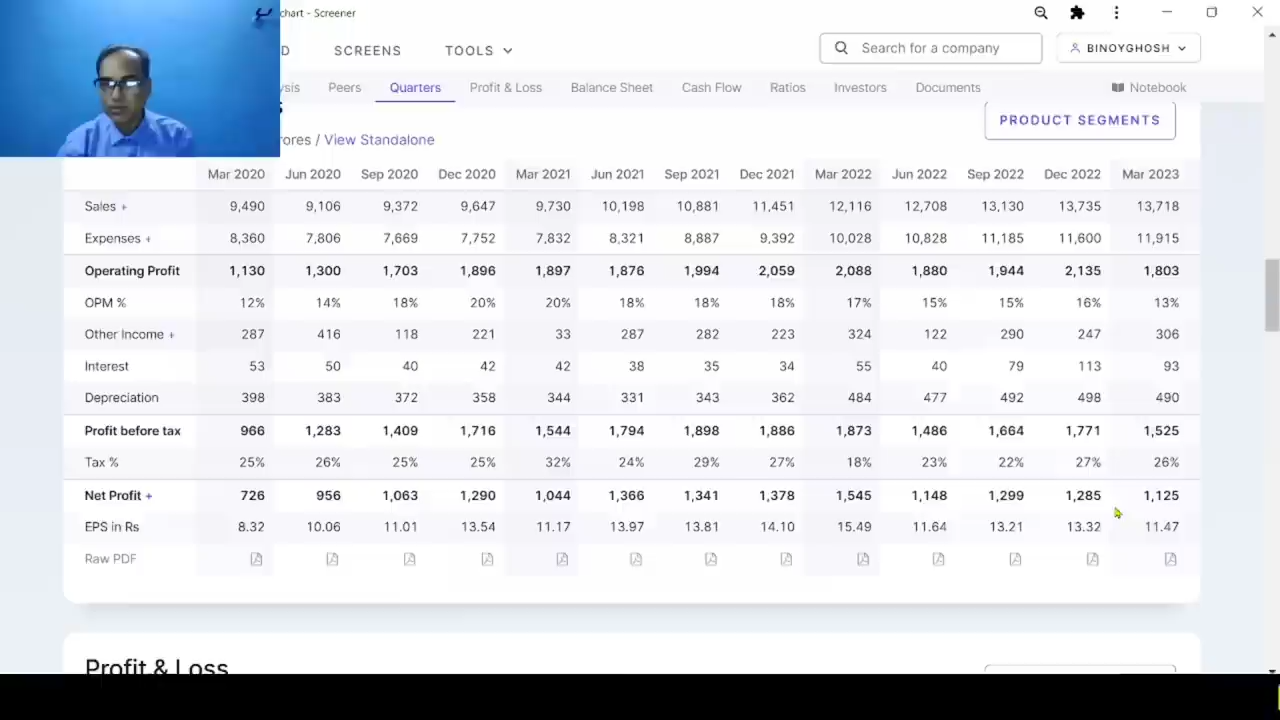 chart - Screener
D SCREENS TOOLS Search for a company BINOYGHOSH
sis Peers Quarters Profit & Loss Balance Sheet Cash Flow Ratios Investors Documents Notebook
s
PRODUCT SEGMENTS
rores / View Standalone
Mar 2020 Jun 2020 Sep 2020 Dec 2020 Mar 2021 Jun 2021 Sep 2021 Dec 2021 Mar 2022 Jun 2022 Sep 2022 Dec 2022 Mar 2023
Sales + 9,490 9,106 9,372 9,647 9,730 10,198 10,881 11,451 12,116 12,708 13,130 13,735 13,718
Expenses + 8,360 7,806 7,669 7,752 7,832 8,321 8,887 9,392 10,028 10,828 11,185 11,600 11,915
Operating Profit 1,130 1,300 1,703 1,896 1,897 1,876 1,994 2,059 2,088 1,880 1,944 2,135 1,803
OPM % 12% 14% 18% 20% 20% 18% 18% 18% 17% 15% 15% 16% 13%
Other Income + 287 416 118 221 33 287 282 223 324 122 290 247 306
Interest 53 50 40 42 42 38 35 34 55 40 79 113 93
Depreciation 398 383 372 358 344 331 343 362 484 477 492 498 490
Profit before tax 966 1,283 1,409 1,716 1,544 1,794 1,898 1,886 1,873 1,486 1,664 1,771 1,525
Tax % 25% 26% 25% 25% 32% 24% 29% 27% 18% 23% 22% 27% 26%
Net Profit + 726 956 1,063 1,290 1,044 1,366 1,341 1,378 1,545 1,148 1,299 1,285 1,125
EPS in Rs 8.32 10.06 11.01 13.54 11.17 13.97 13.81 14.10 15.49 11.64 13.21 13.32 11.47
Raw PDF
Profit & Loss